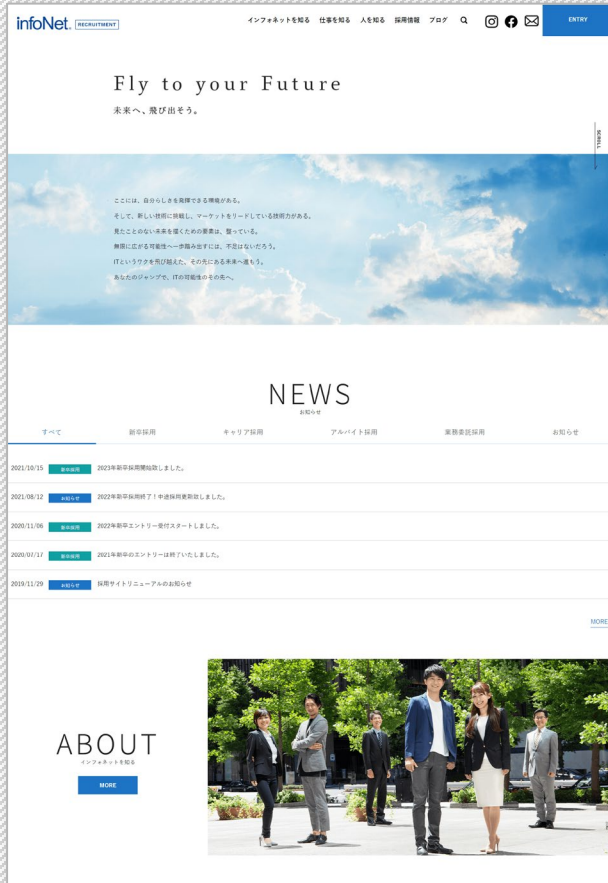 infoNet. RECRUITMENT
インフォネットを知る 仕事を知る 人を知る 採用情報 ブログ ENTRY
Fly to your Future
未来へ、飛び出そう。
SCROLL
ここには、自分らしさを発揮できる環境がある。
そして、新しい技術に挑戦し、マーケットをリードしている技術力がある。
見たことのない未来を描くための要素は、整っている。
無限に広がる可能性へ一歩踏み出すには、不足はないだろう。
ITというワクを飛び越えた、その先にある未来へ進もう。
あなたのジャンプで、ITの可能性のその先へ。
NEWS
お知らせ
すべて 新卒採用 キャリア採用 アルバイト採用 業務委託採用 お知らせ
2021/10/15 新卒採用 2023年新卒採用開始致しました。
2021/08/12 お知らせ 2022年新卒採用終了！中途採用更新致しました。
2020/11/06 新卒採用 2022年新卒エントリー受付スタートしました。
2020/07/17 新卒採用 2021年新卒のエントリーは終了いたしました。
2019/11/29 お知らせ 採用サイトリニューアルのお知らせ
MORE
ABOUT
インフォネットを知る
MORE